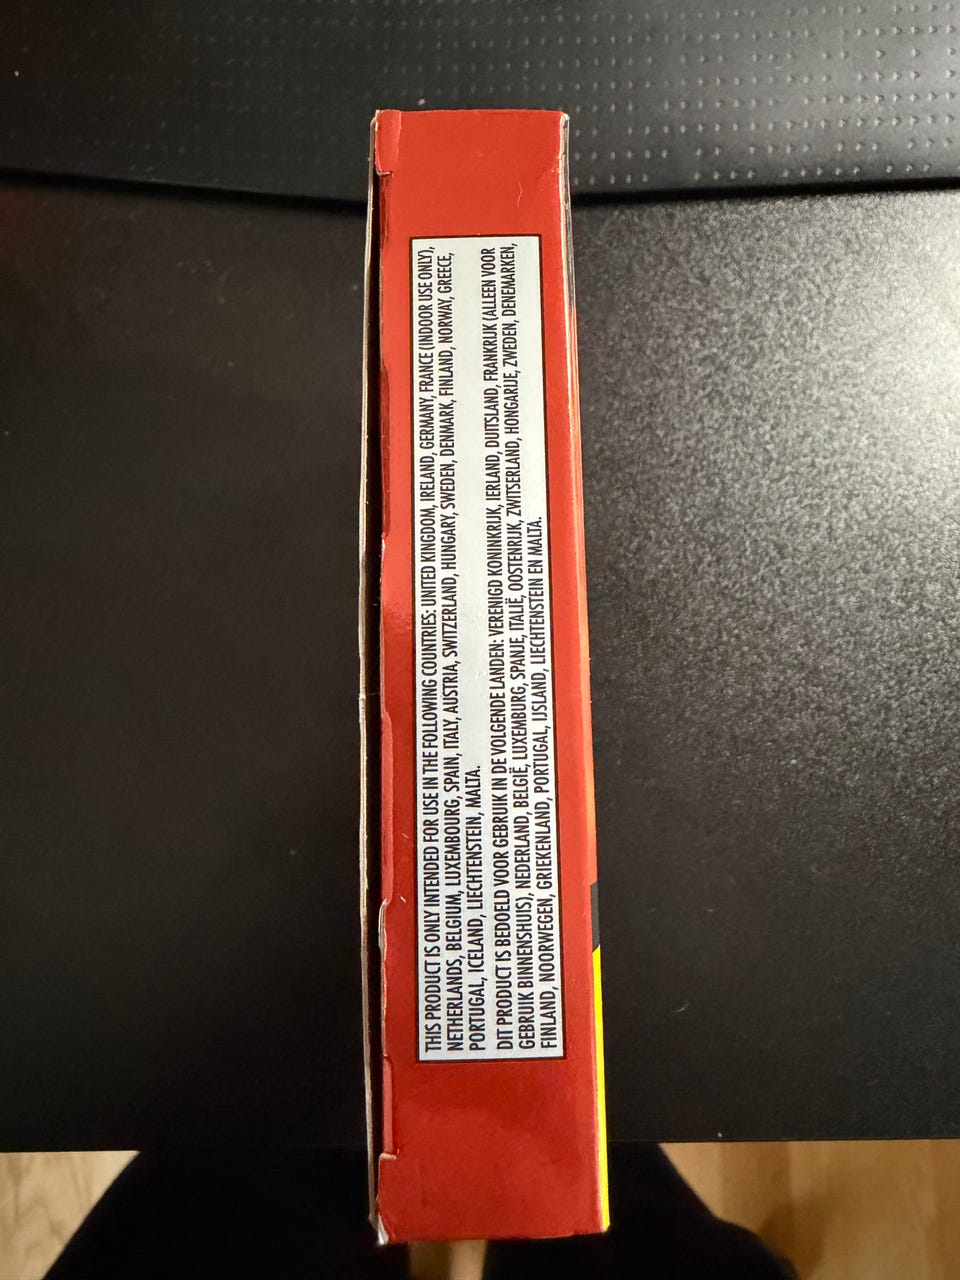 THIS PRODUCT IS ONLY INTENDED FOR USE IN THE FOLLOWING COUNTRIES: UNITED KINGDOM, IRELAND, GERMANY, FRANCE (INDOOR USE ONLY),
NETHERLANDS, BELGIUM, LUXEMBOURG, SPAIN, ITALY, AUSTRIA, SWITZERLAND, HUNGARY, SWEDEN, DENMARK, FINLAND, NORWAY, GREECE,
PORTUGAL, ICELAND, LIECHTENSTEIN, MALTA.
DIT PRODUCT IS BEDOELD VOOR GEBRUIK IN DE VOLGENDE LANDEN: VERENIGD KONINKRIJK, IERLAND, DUITSLAND, FRANKRIJK (ALLEEN VOOR
GEBRUIK BINNENSHUIS), NEDERLAND, BELGIË, LUXEMBURG, SPANJE, ITALIË, OOSTENRIJK, ZWITSERLAND, HONGARIJE, ZWEDEN, DENEMARKEN,
FINLAND, NOORWEGEN, GRIEKENLAND, PORTUGAL, IJSLAND, LIECHTENSTEIN EN MALTA.